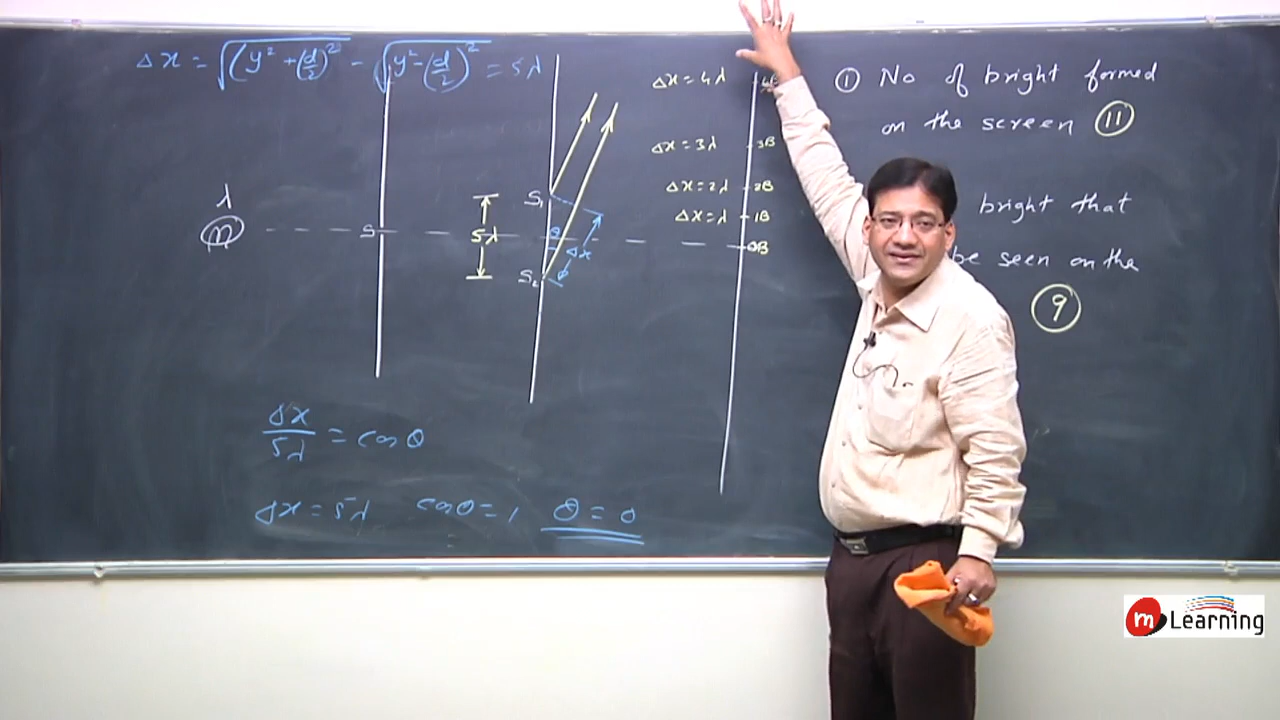 Δx = √(y² + (d/2)²) − √(y² − (d/2)²) = 5λ
λ
S
S₁
S₂
5λ
θ
Δx
Δx = 4λ
Δx = 3λ 3B
Δx = 2λ 2B
Δx = λ 1B
0B
① No of bright formed
on the screen ⑪
bright that
be seen on the
⑨
Δx/5λ = cos θ
Δx = 5λ cos θ = 1, θ = 0
m Learning